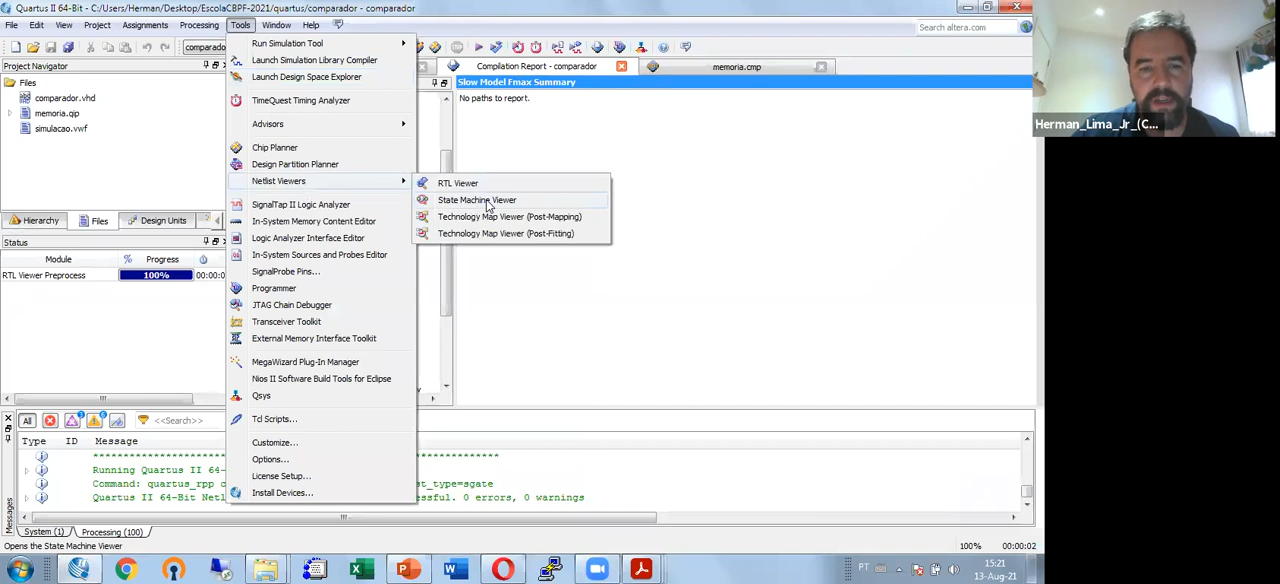 Quartus II 64-Bit - C:/Users/Herman/Desktop/EscolaCBPF-2021/quartus/comparador - comparador
File Edit View Project Assignments Processing Tools Window Help
Search altera.com
comparado
Project Navigator
Files
comparador.vhd
memoria.qip
simulacao.vwf
Hierarchy Files Design Units
Status
Module % Progress
RTL Viewer Preprocess 100% 00:00:0
Run Simulation Tool
Launch Simulation Library Compiler
Launch Design Space Explorer
TimeQuest Timing Analyzer
Advisors
Chip Planner
Design Partition Planner
Netlist Viewers
SignalTap II Logic Analyzer
In-System Memory Content Editor
Logic Analyzer Interface Editor
In-System Sources and Probes Editor
SignalProbe Pins...
Programmer
JTAG Chain Debugger
Transceiver Toolkit
External Memory Interface Toolkit
MegaWizard Plug-In Manager
Nios II Software Build Tools for Eclipse
Qsys
Tcl Scripts...
Customize...
Options...
License Setup...
Install Devices...
RTL Viewer
State Machine Viewer
Technology Map Viewer (Post-Mapping)
Technology Map Viewer (Post-Fitting)
Compilation Report - comparador
memoria.cmp
Slow Model Fmax Summary
No paths to report.
Herman_Lima_Jr_(C...
All
<<Search>>
Type ID Message
Running Quartus II 64-
Command: quartus_rpp c
st_type=sgate
Quartus II 64-Bit Netl
sful. 0 errors, 0 warnings
Messages
System (1) Processing (100)
Opens the State Machine Viewer
100% 00:00:02
PT
15:21
13-Aug-21